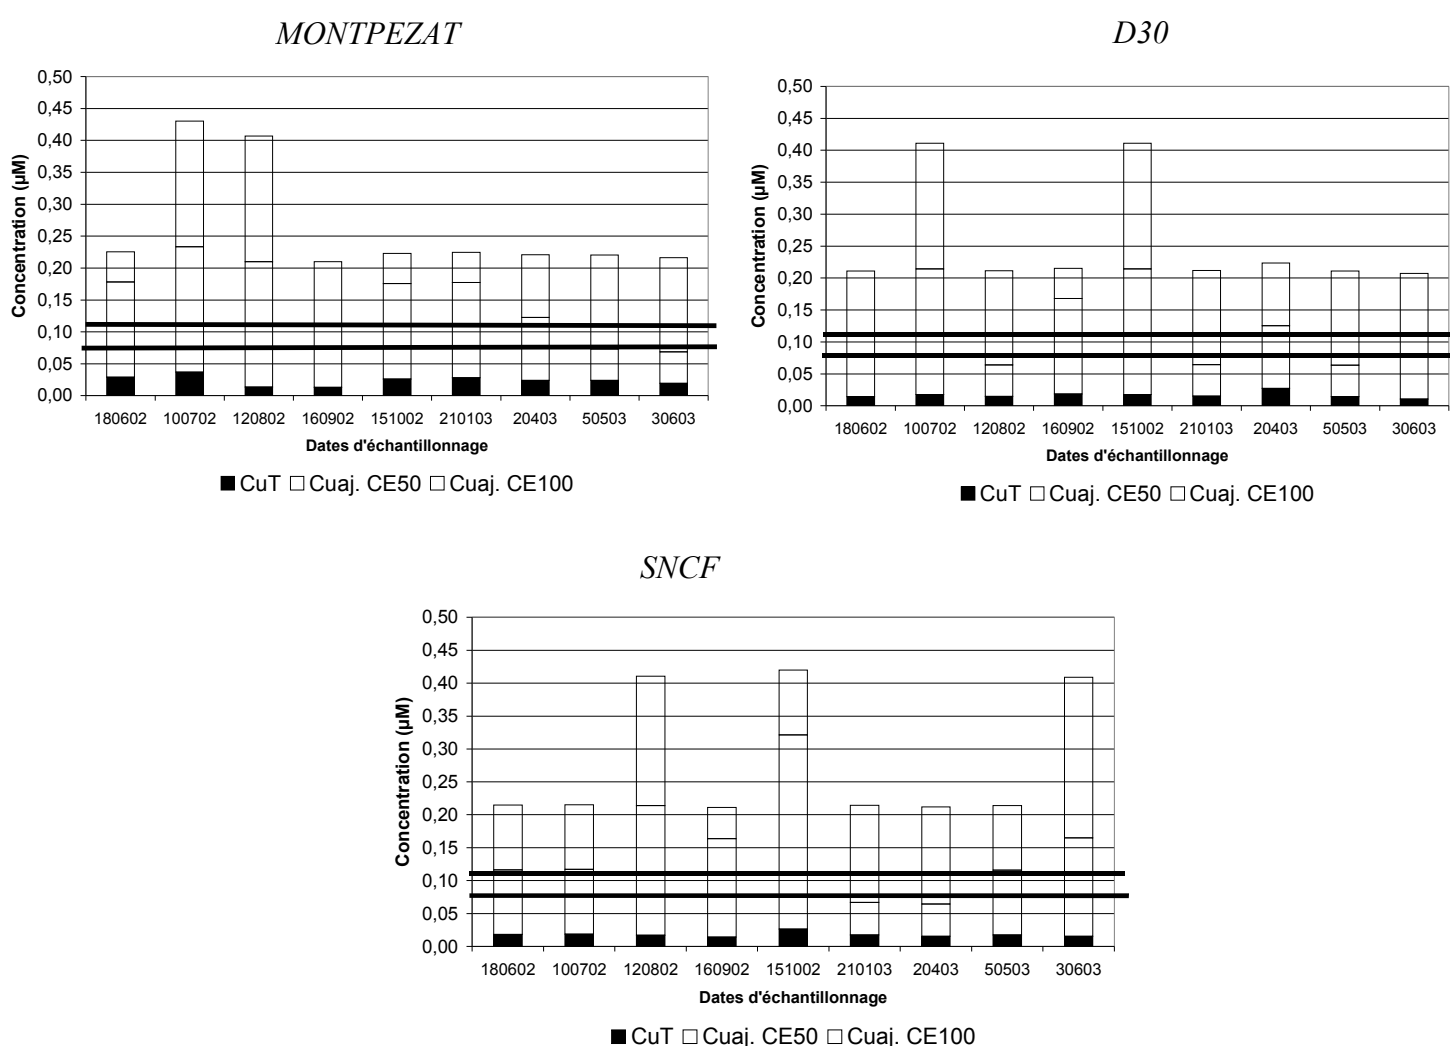 MONTPEZAT
Concentration (µM)
0,50
0,45
0,40
0,35
0,30
0,25
0,20
0,15
0,10
0,05
0,00
180602 100702 120802 160902 151002 210103 20403 50503 30603
Dates d'échantillonnage
CuT Cuaj. CE50 Cuaj. CE100
D30
Concentration (µM)
0,50
0,45
0,40
0,35
0,30
0,25
0,20
0,15
0,10
0,05
0,00
180602 100702 120802 160902 151002 210103 20403 50503 30603
Dates d'échantillonnage
CuT Cuaj. CE50 Cuaj. CE100
SNCF
Concentration (µM)
0,50
0,45
0,40
0,35
0,30
0,25
0,20
0,15
0,10
0,05
0,00
180602 100702 120802 160902 151002 210103 20403 50503 30603
Dates d'échantillonnage
CuT Cuaj. CE50 Cuaj. CE100